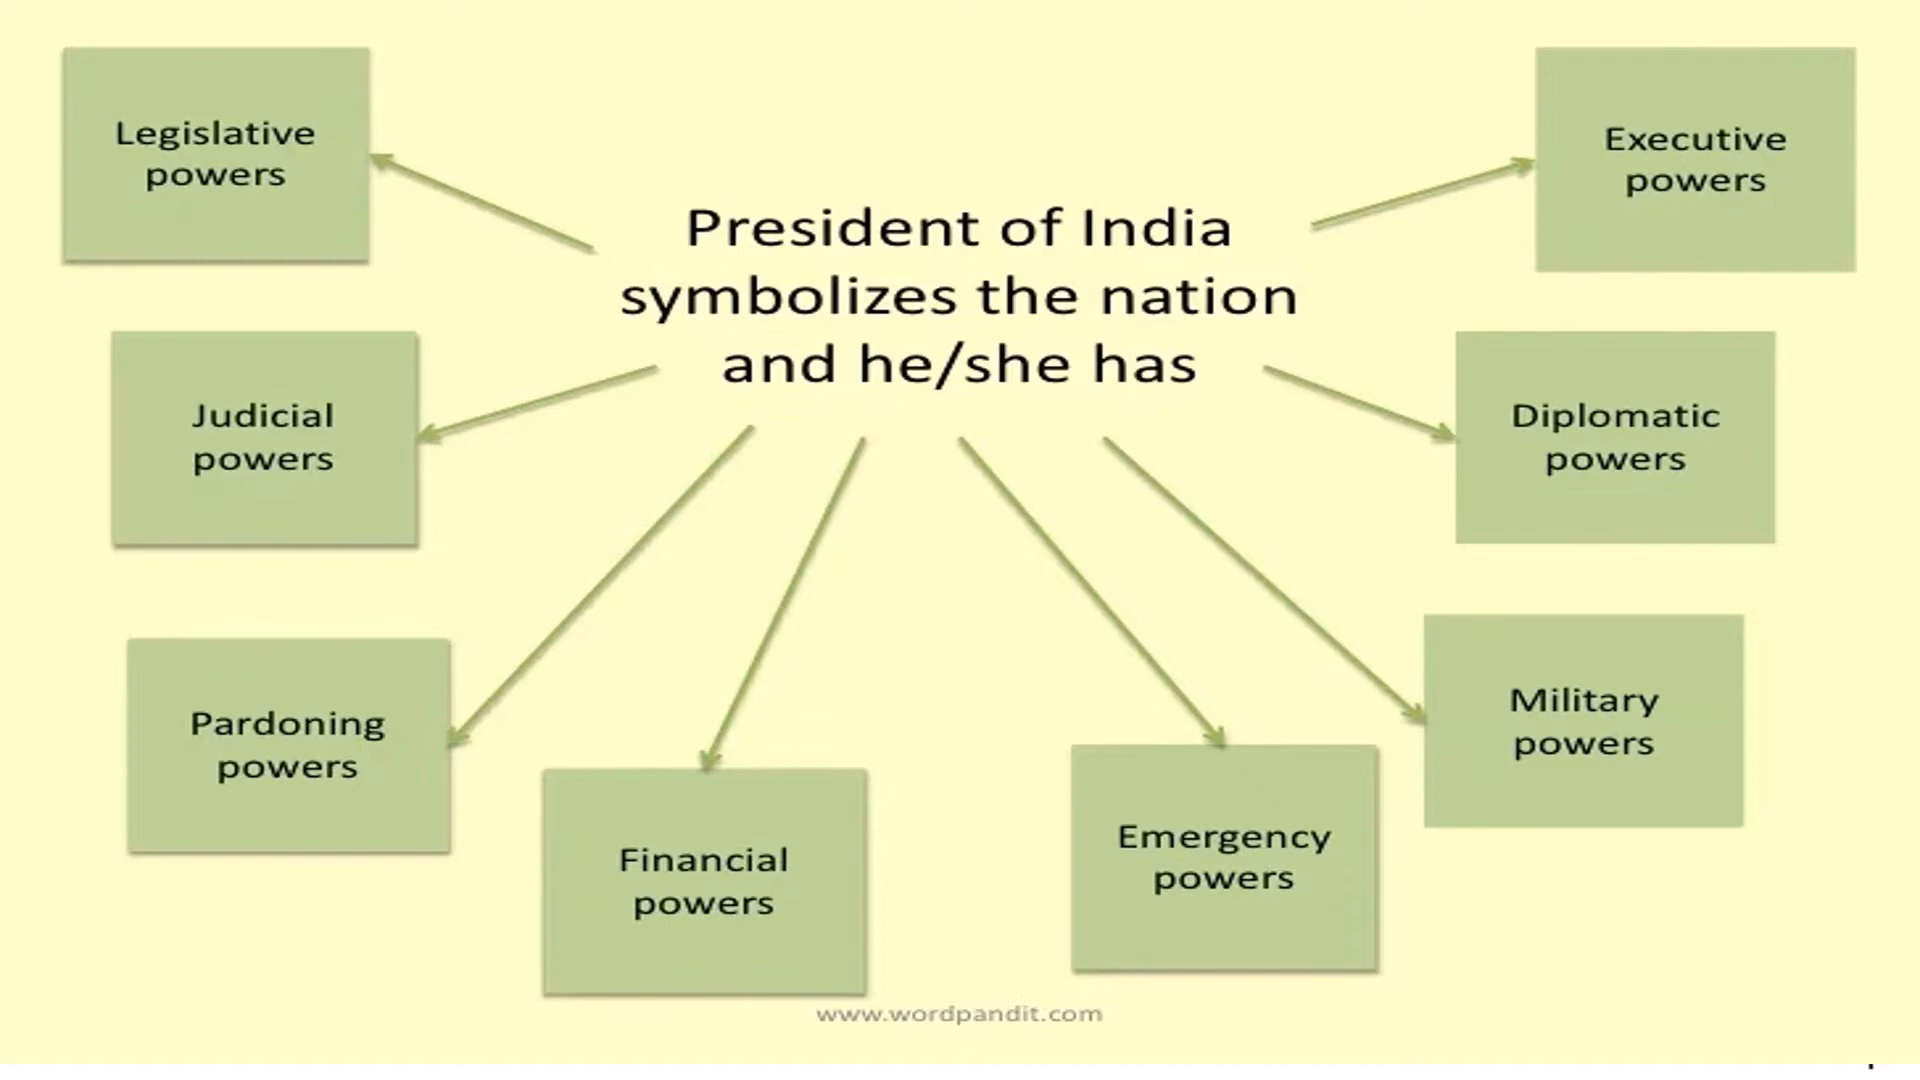 Legislative
powers
Executive
powers
President of India
symbolizes the nation
and he/she has
Judicial
powers
Diplomatic
powers
Pardoning
powers
Military
powers
Financial
powers
Emergency
powers
www.wordpandit.com